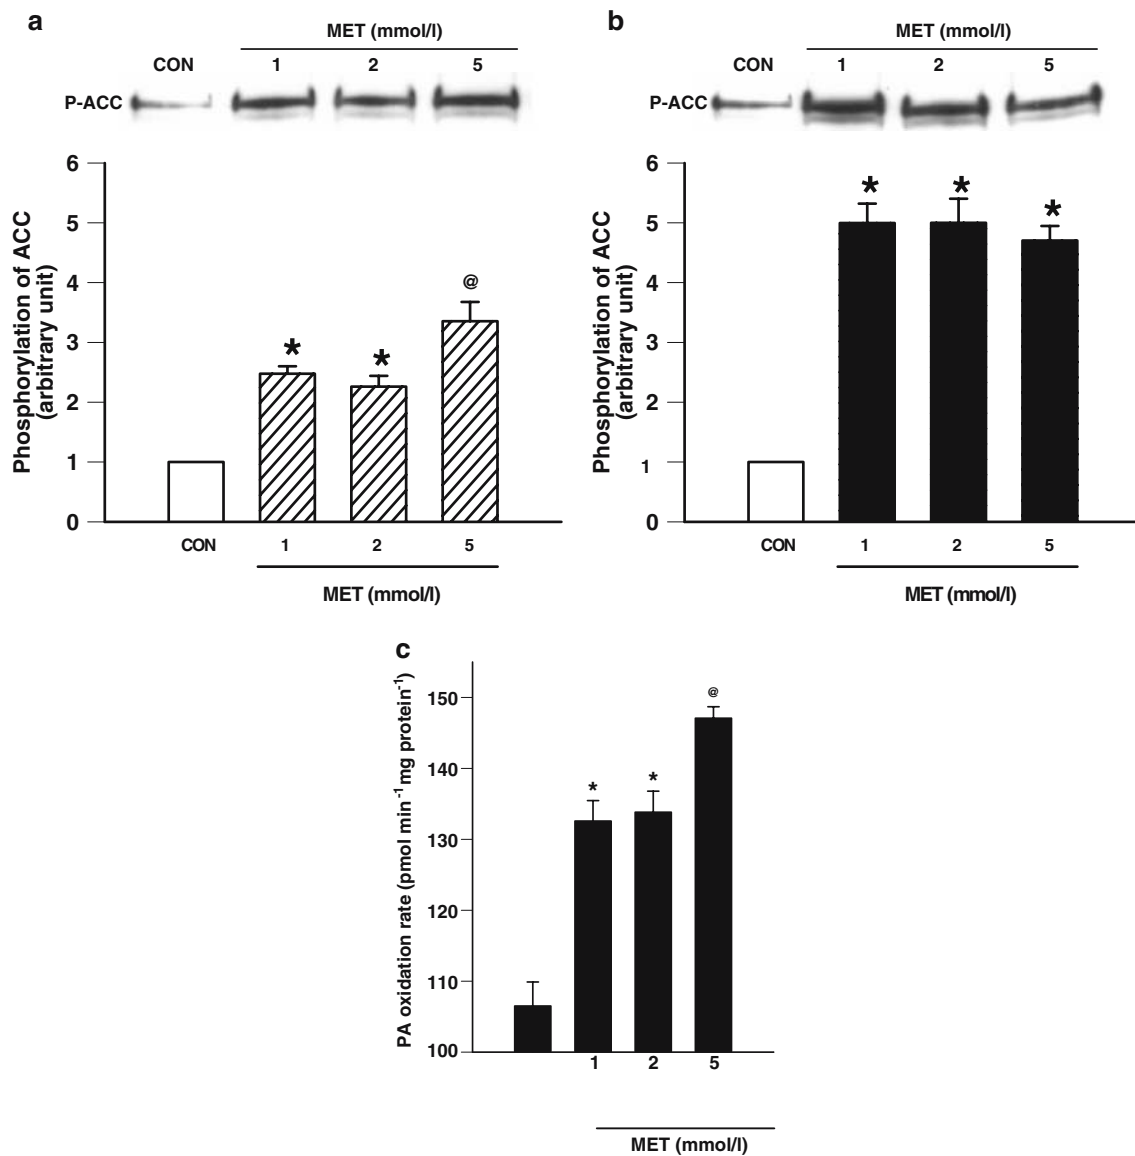 a
MET (mmol/l)
CON 1 2 5
P-ACC
6
5
4
3
2
1
0
Phosphorylation of ACC
(arbitrary unit)
*
*
@
CON 1 2 5
MET (mmol/l)
b
MET (mmol/l)
CON 1 2 5
P-ACC
6
5
4
3
2
1
0
Phosphorylation of ACC
(arbitrary unit)
*
*
*
CON 1 2 5
MET (mmol/l)
c
PA oxidation rate (pmol min⁻¹mg protein⁻¹)
150
140
130
120
110
100
*
*
@
1 2 5
MET (mmol/l)